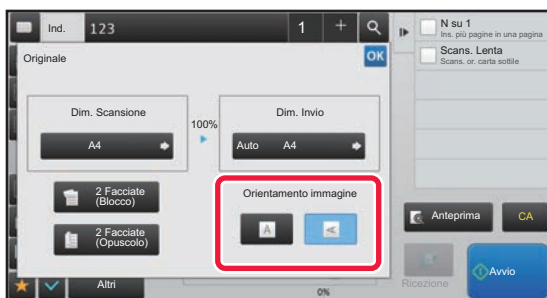 Ind.
123
1
+
Originale
OK
Dim. Scansione
A4
100%
Dim. Invio
Auto A4
2 Facciate
(Blocco)
2 Facciate
(Opuscolo)
Orientamento immagine
A
A
Altri
0%
N su 1
Ins. più pagine in una pagina
Scans. Lenta
Scans. or. carta sottile
Anteprima
CA
Ricezione
Avvio